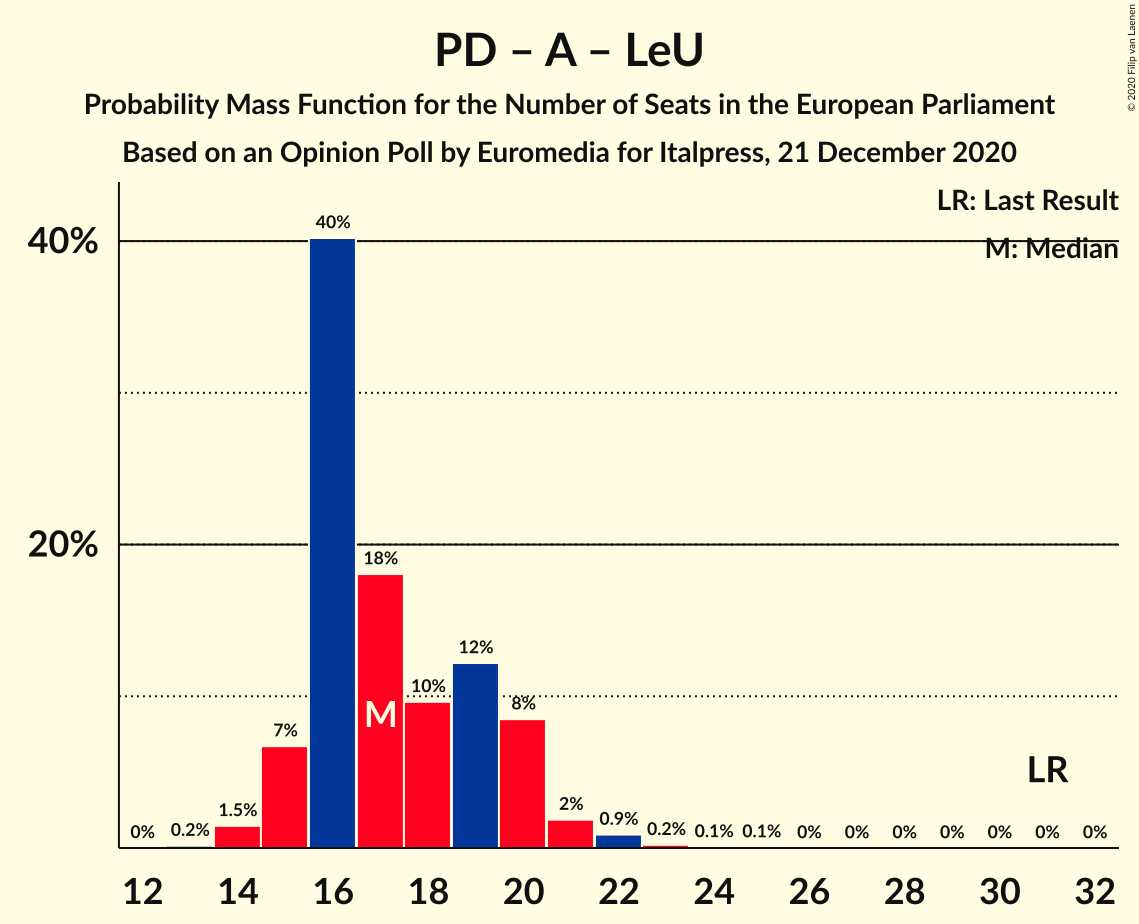 PD – A – LeU
Probability Mass Function for the Number of Seats in the European Parliament
Based on an Opinion Poll by Euromedia for Italpress, 21 December 2020
© 2020 Filip van Laenen
LR: Last Result
M: Median
40%
20%
0% 0.2% 1.5% 7% 40% 18% 10% 12% 8% 2% 0.9% 0.2% 0.1% 0.1% 0% 0% 0% 0% 0% 0% 0%
M
LR
12 14 16 18 20 22 24 26 28 30 32